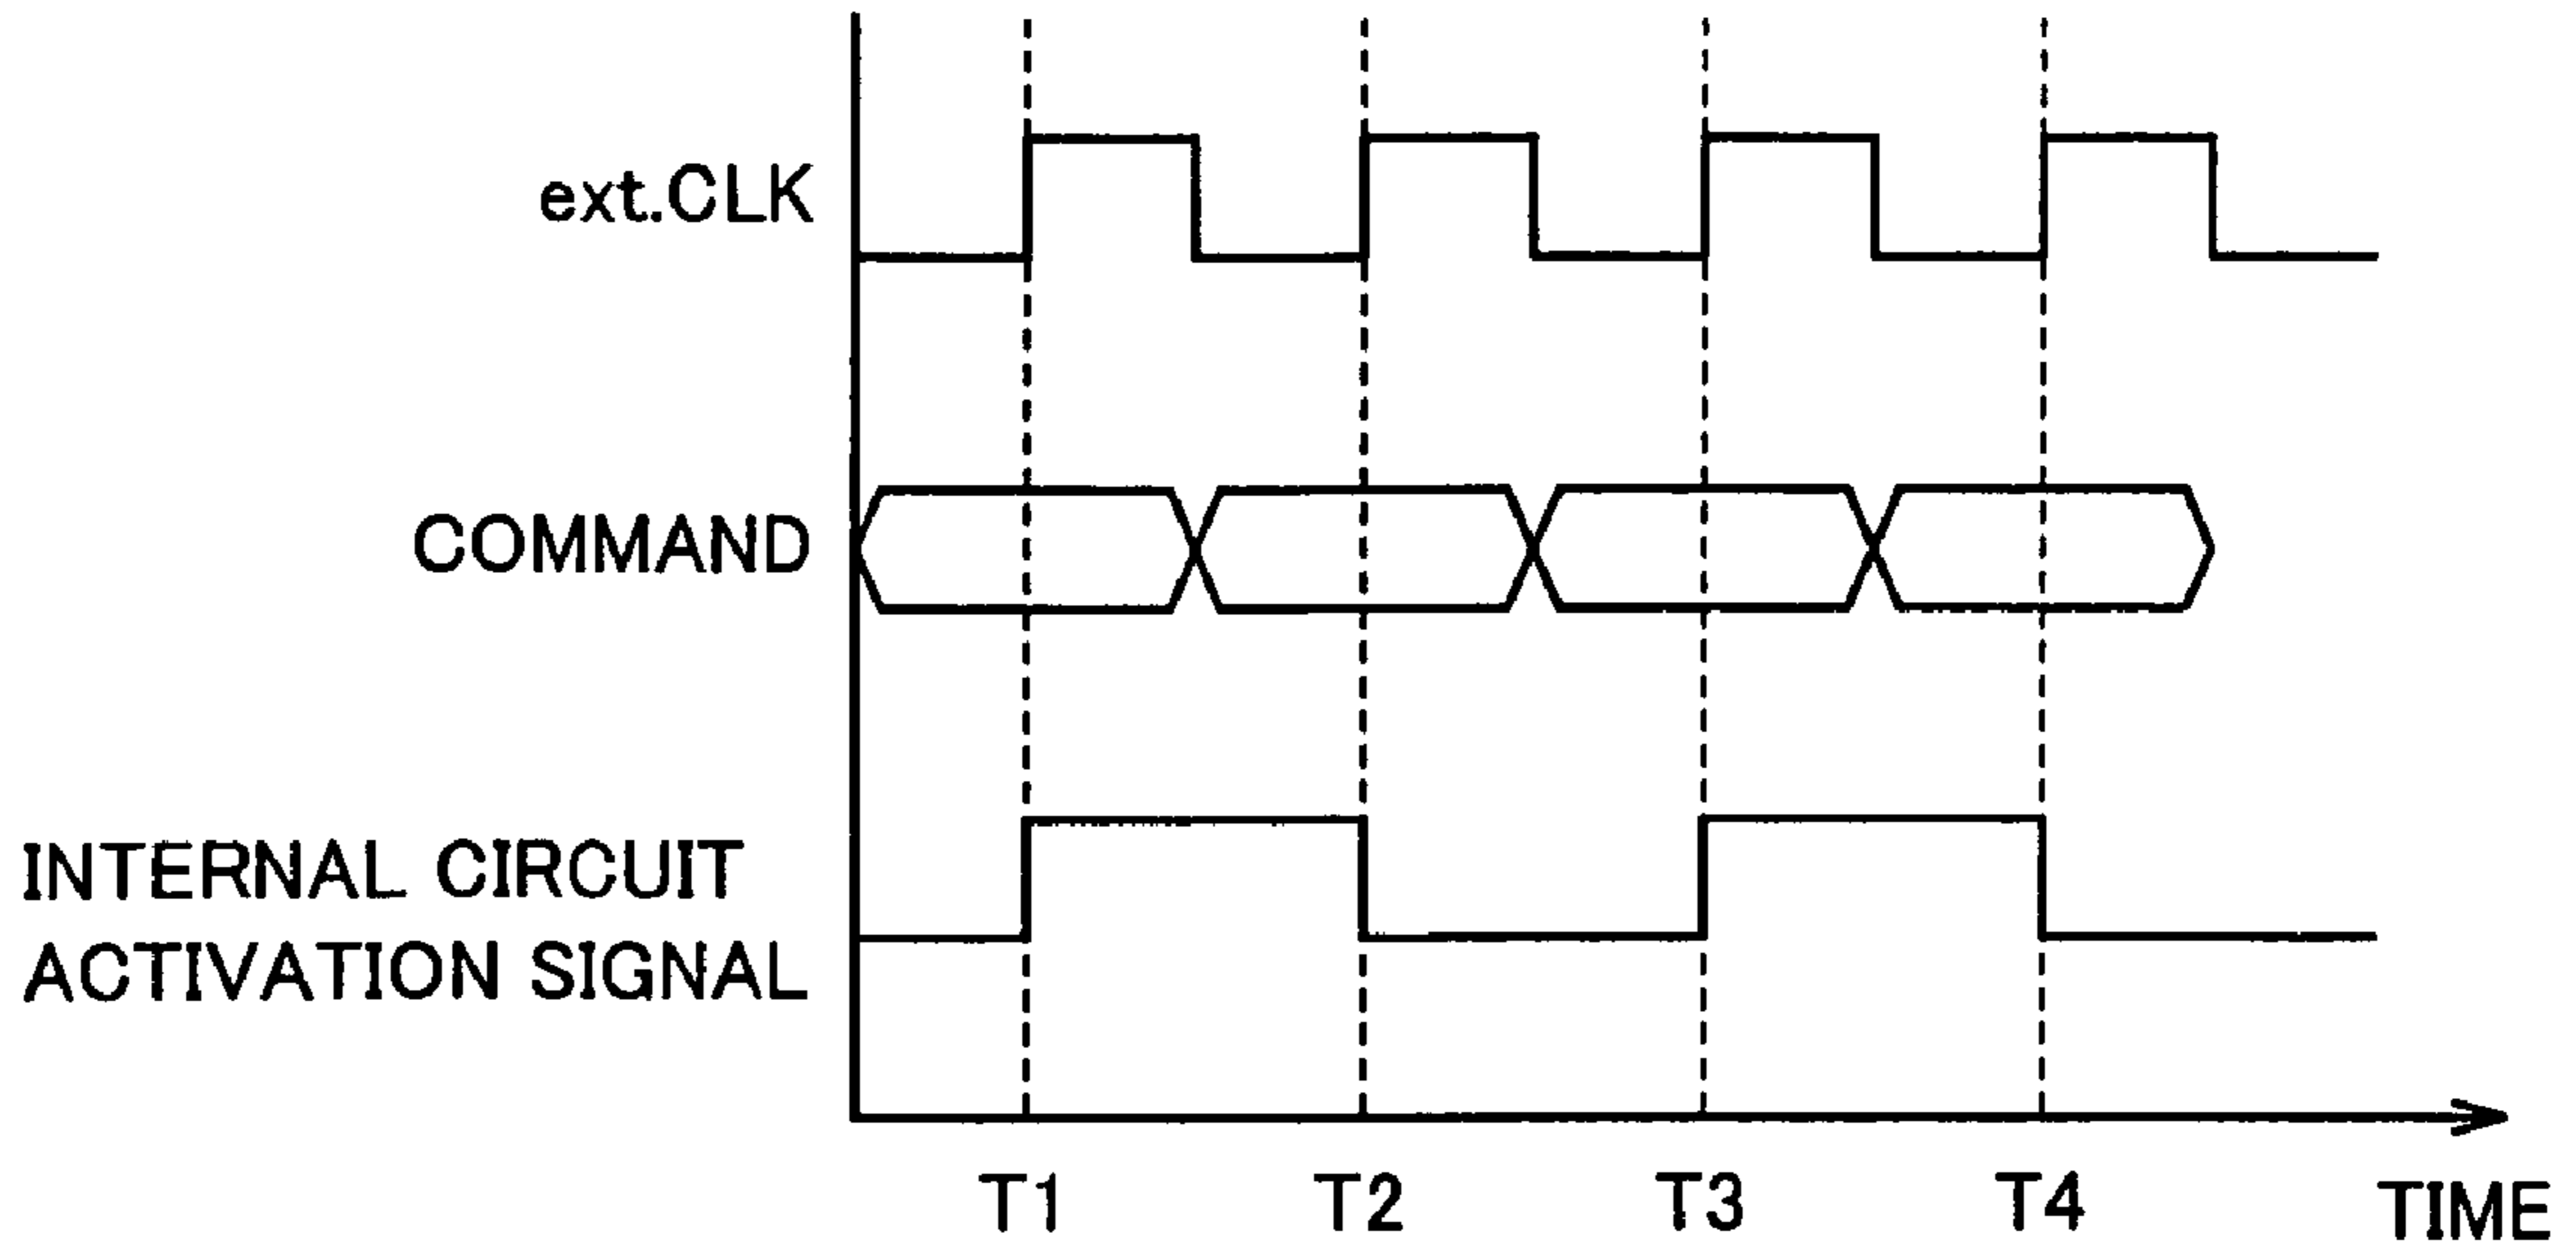 ext.CLK
COMMAND
INTERNAL CIRCUIT
ACTIVATION SIGNAL
T1
T2
T3
T4
TIME